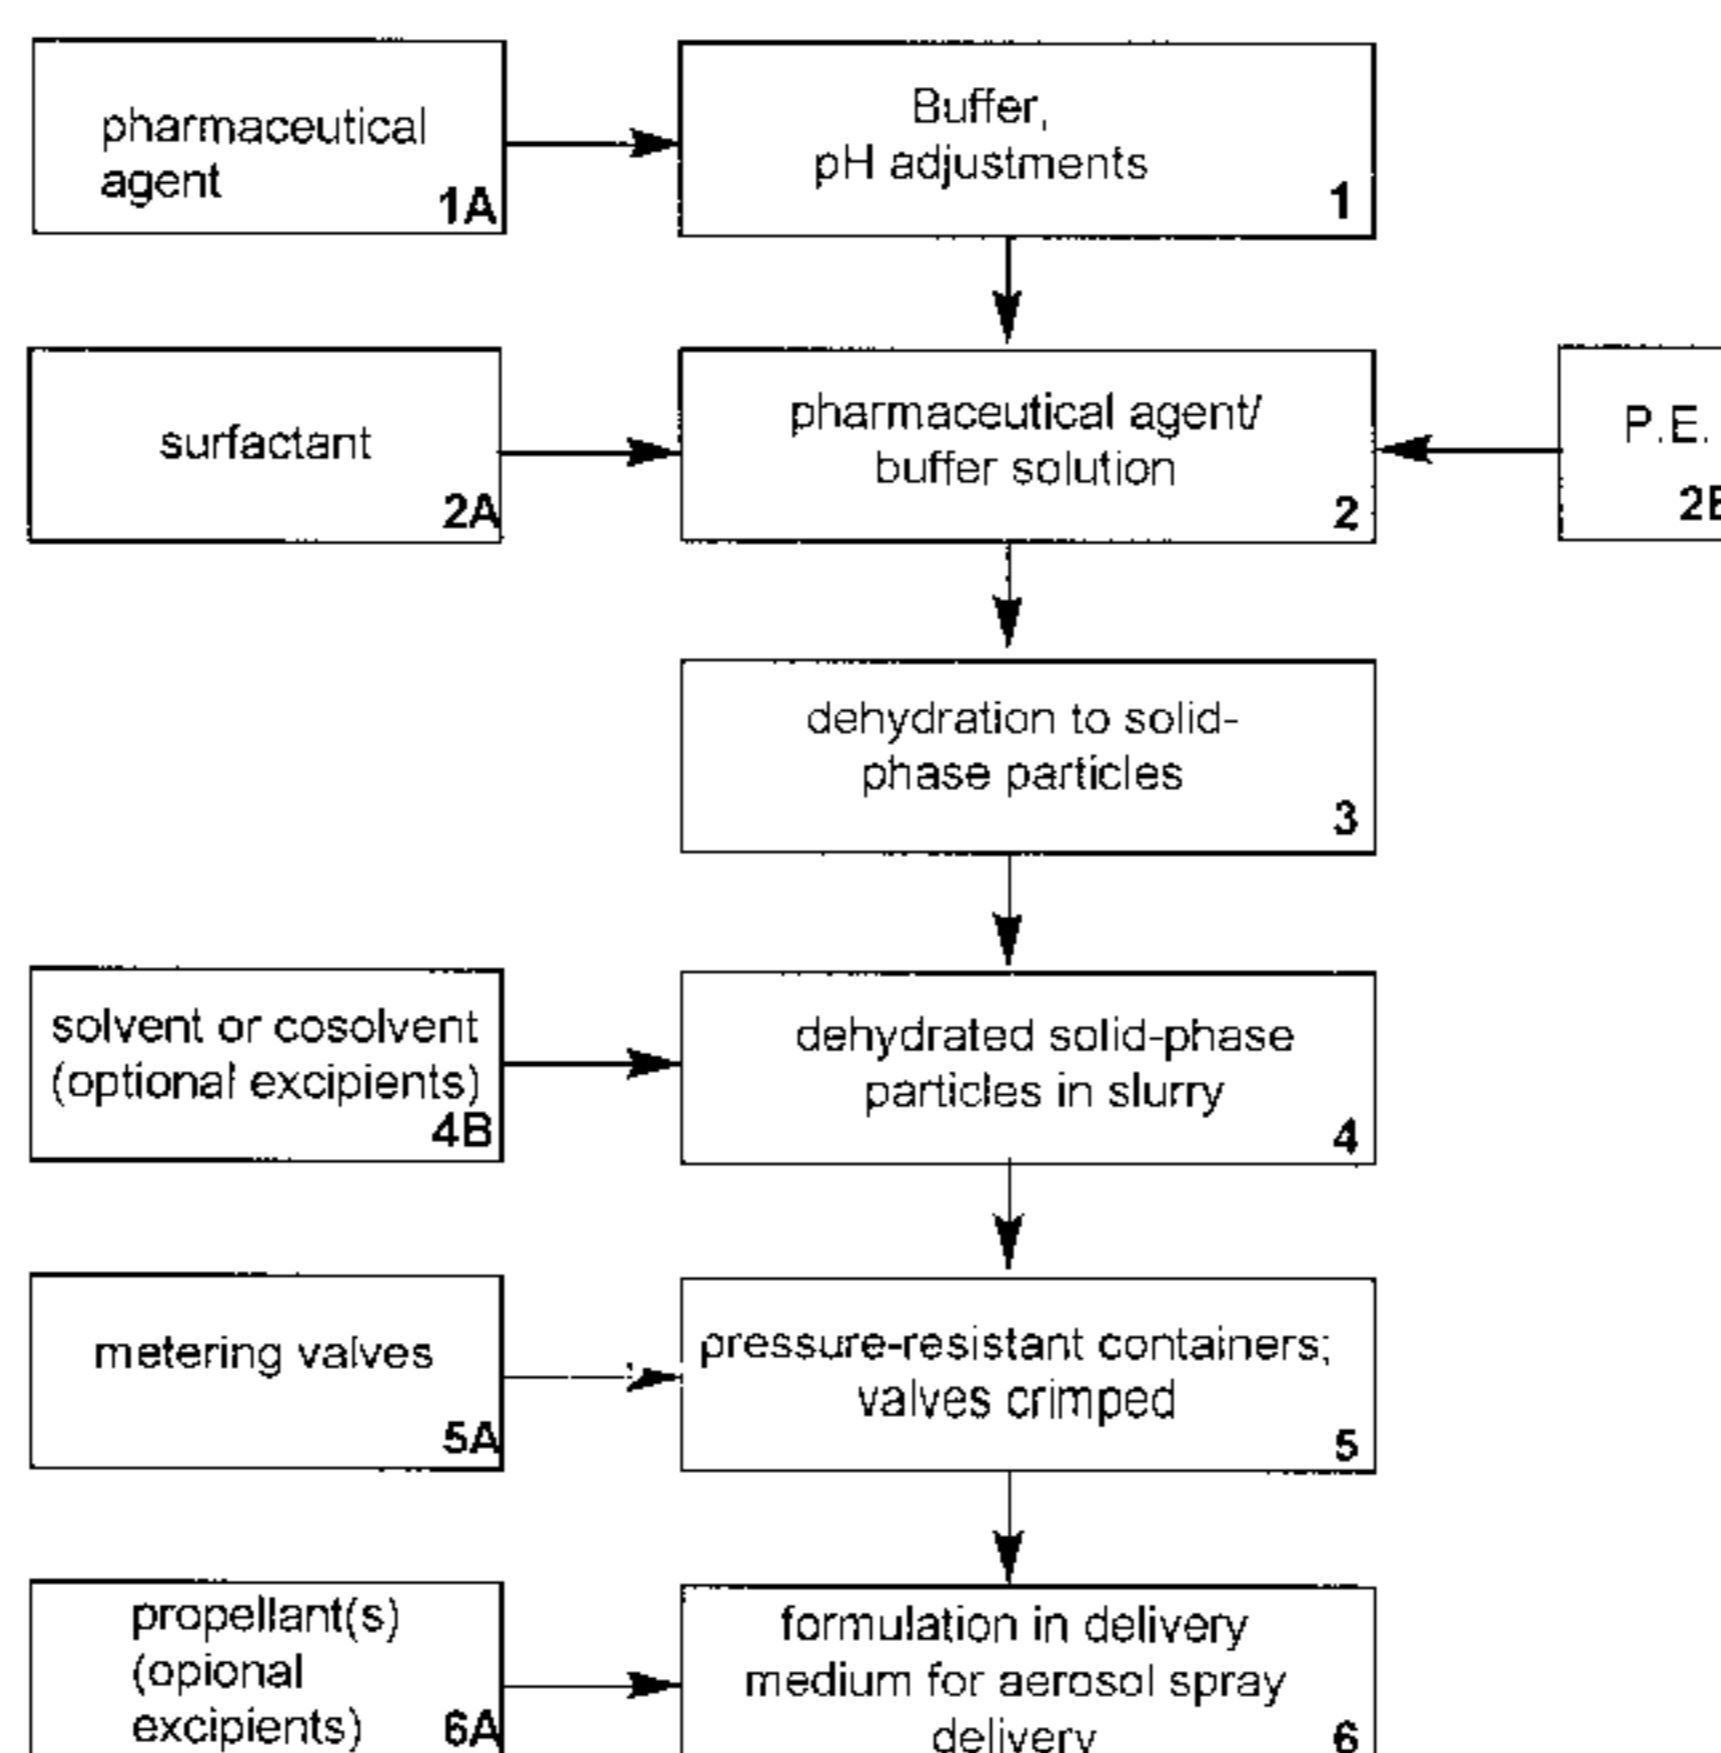 pharmaceutical
agent
1A
Buffer,
pH adjustments
1
surfactant
2A
pharmaceutical agent/
buffer solution
2
P.E.
dehydration to solid-
phase particles
3
solvent or cosolvent
(optional excipients)
4B
dehydrated solid-phase
particles in slurry
4
metering valves
5A
pressure-resistant containers;
valves crimped
5
propellant(s)
(opional
excipients)
6A
formulation in delivery
medium for aerosol spray
delivery
6